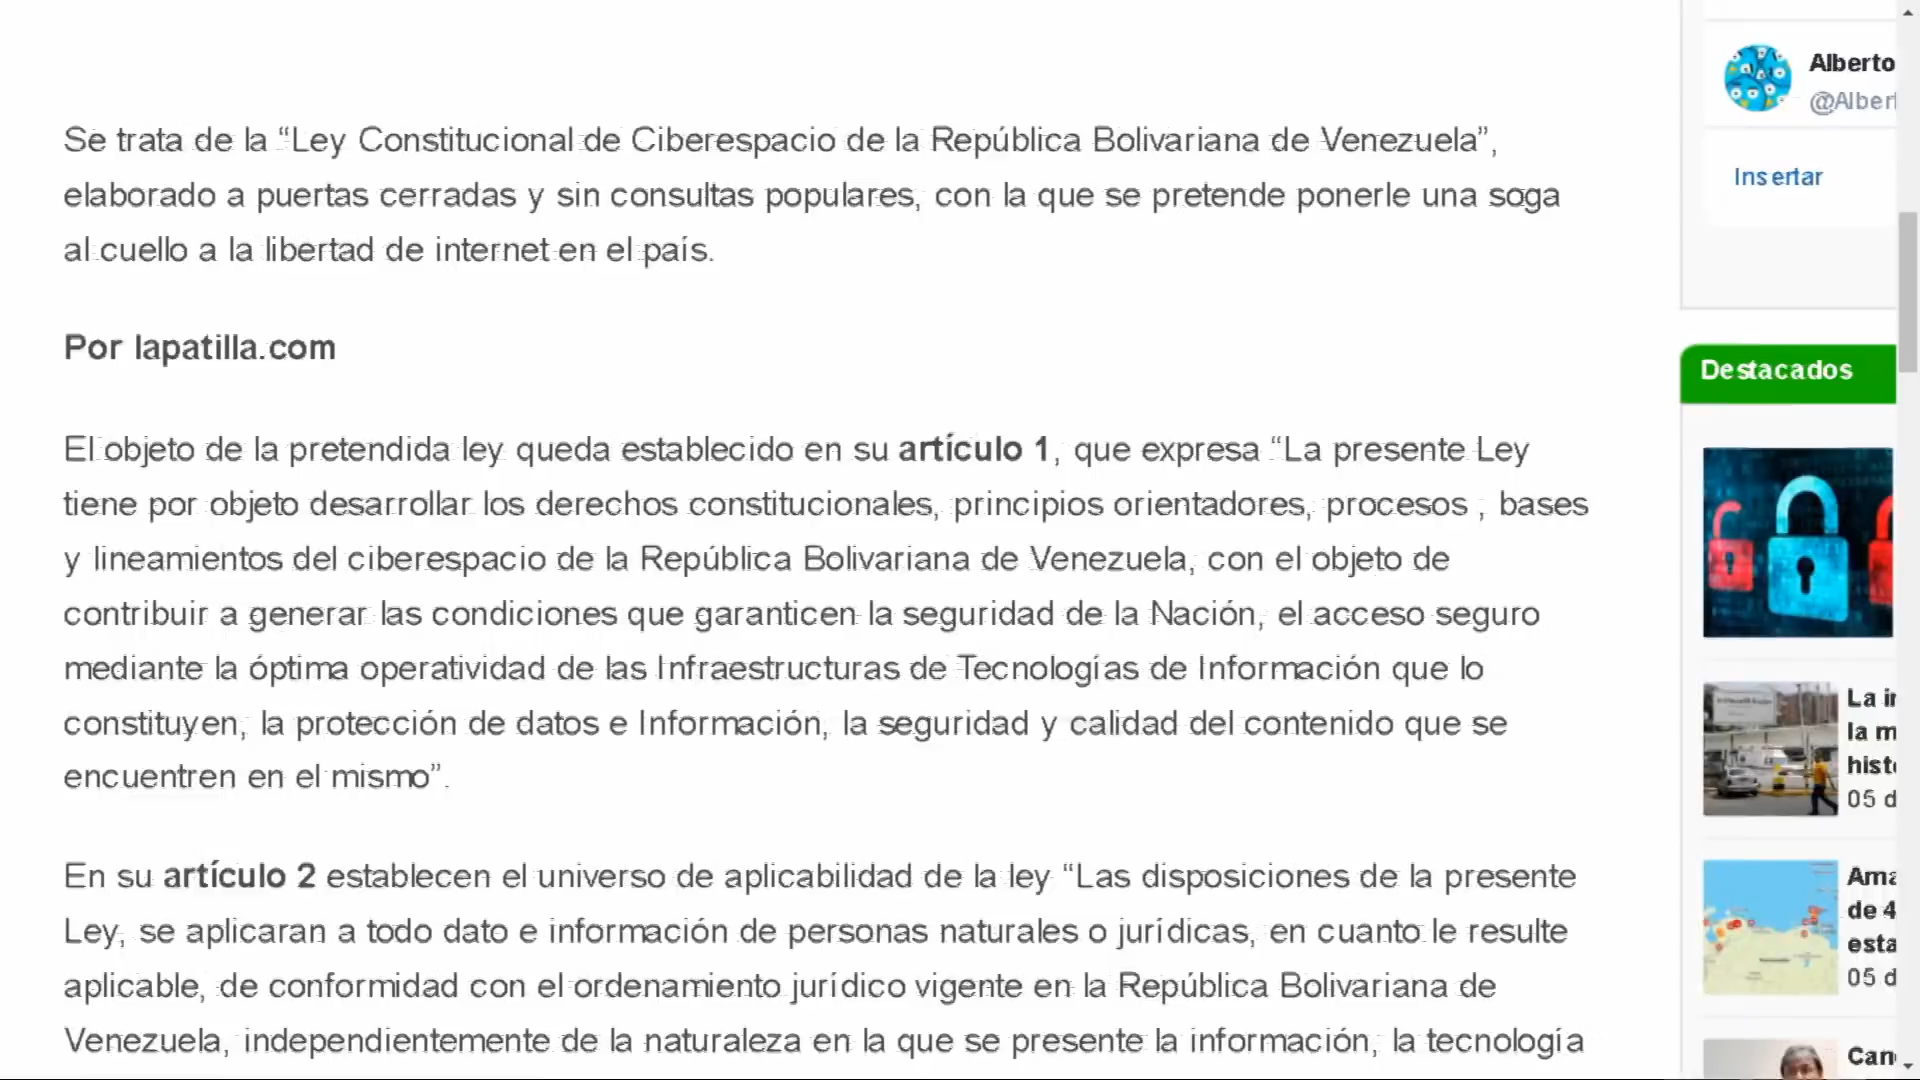 Alberto
@Alber
Insertar
Se trata de la “Ley Constitucional de Ciberespacio de la República Bolivariana de Venezuela”,
elaborado a puertas cerradas y sin consultas populares, con la que se pretende ponerle una soga
al cuello a la libertad de internet en el país.
Por lapatilla.com
El objeto de la pretendida ley queda establecido en su artículo 1, que expresa “La presente Ley
tiene por objeto desarrollar los derechos constitucionales, principios orientadores, procesos ; bases
y lineamientos del ciberespacio de la República Bolivariana de Venezuela, con el objeto de
contribuir a generar las condiciones que garanticen la seguridad de la Nación, el acceso seguro
mediante la óptima operatividad de las Infraestructuras de Tecnologías de Información que lo
constituyen, la protección de datos e Información, la seguridad y calidad del contenido que se
encuentren en el mismo”.
En su artículo 2 establecen el universo de aplicabilidad de la ley “Las disposiciones de la presente
Ley, se aplicaran a todo dato e información de personas naturales o jurídicas, en cuanto le resulte
aplicable, de conformidad con el ordenamiento jurídico vigente en la República Bolivariana de
Venezuela, independientemente de la naturaleza en la que se presente la información, la tecnología
Destacados
La i
la m
hist
05 d
Ama
de 4
esta
05 d
Can